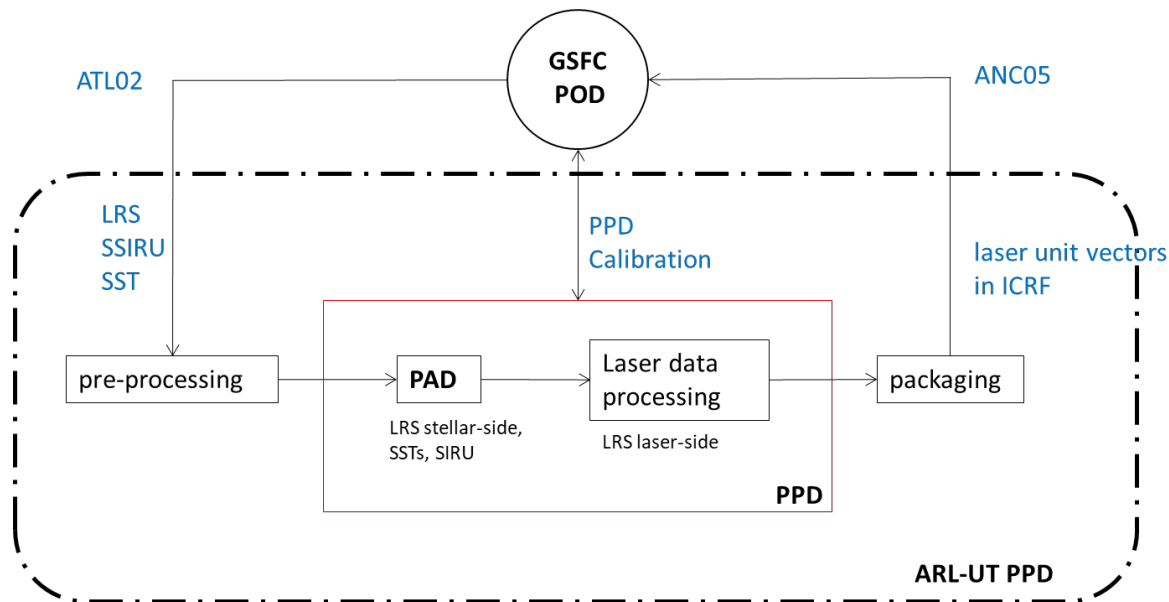 GSFC
POD
ATL02
ANC05
LRS
SSIRU
SST
PPD
Calibration
laser unit vectors
in ICRF
pre-processing
PAD
Laser data
processing
packaging
LRS stellar-side,
SSTs, SIRU
LRS laser-side
PPD
ARL-UT PPD